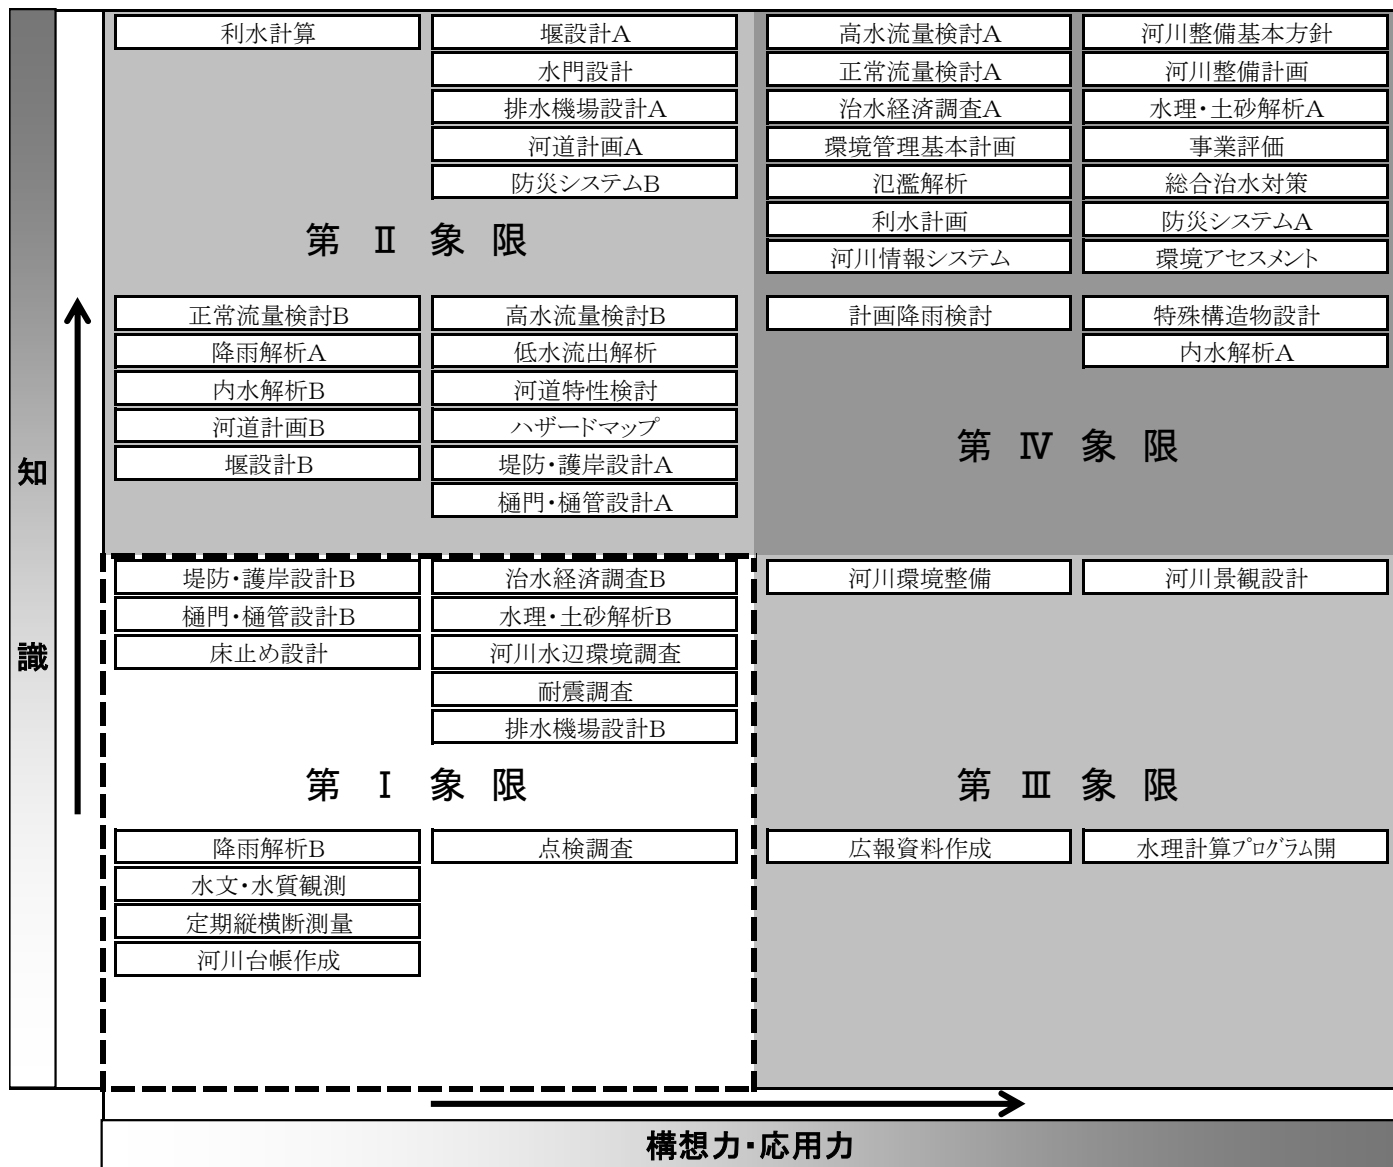 利水計算
堰設計A
水門設計
排水機場設計A
河道計画A
防災システムB
第 Ⅱ 象 限
正常流量検討B
降雨解析A
内水解析B
河道計画B
堰設計B
高水流量検討B
低水流出解析
河道特性検討
ハザードマップ
堤防・護岸設計A
樋門・樋管設計A
高水流量検討A
正常流量検討A
治水経済調査A
環境管理基本計画
氾濫解析
利水計画
河川情報システム
河川整備基本方針
河川整備計画
水理・土砂解析A
事業評価
総合治水対策
防災システムA
環境アセスメント
計画降雨検討
特殊構造物設計
内水解析A
第 Ⅳ 象 限
知
識
堤防・護岸設計B
樋門・樋管設計B
床止め設計
治水経済調査B
水理・土砂解析B
河川水辺環境調査
耐震調査
排水機場設計B
第 Ⅰ 象 限
降雨解析B
水文・水質観測
定期縦横断測量
河川台帳作成
点検調査
河川環境整備
河川景観設計
第 Ⅲ 象 限
広報資料作成
水理計算プログラム開
構想力・応用力